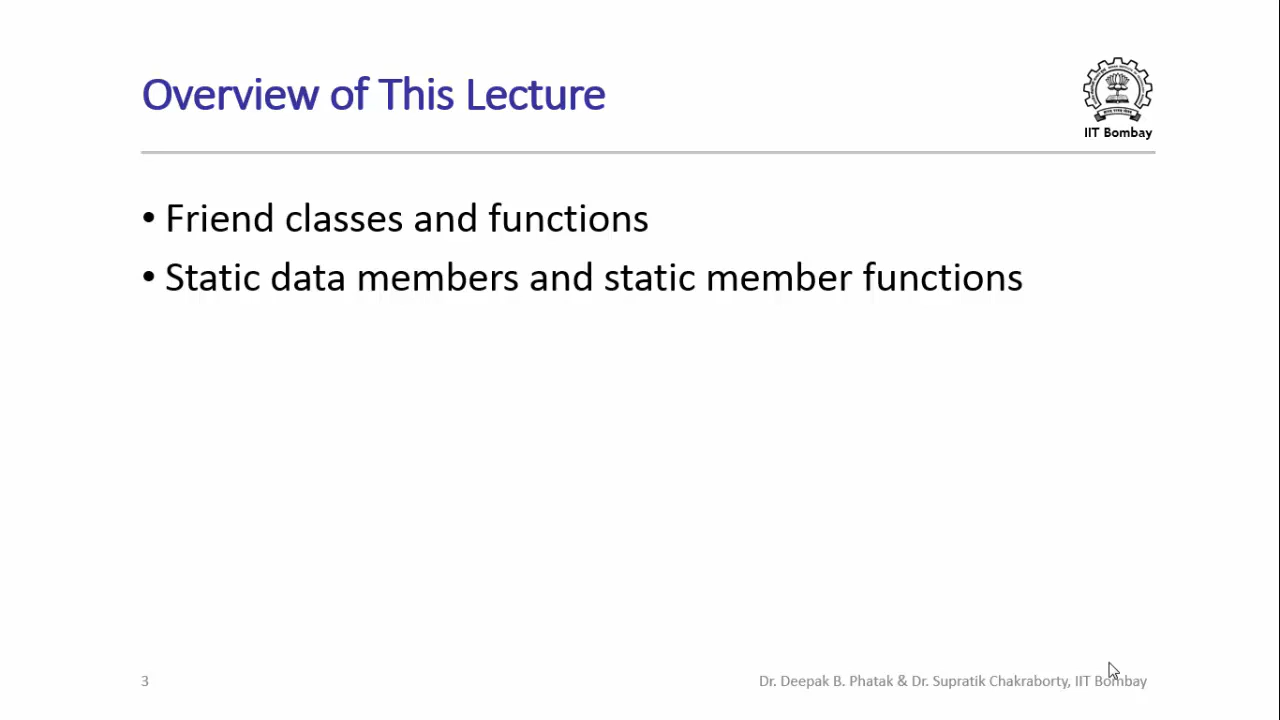 Overview of This Lecture
IIT Bombay
• Friend classes and functions
• Static data members and static member functions
3
Dr. Deepak B. Phatak & Dr. Supratik Chakraborty, IIT Bombay